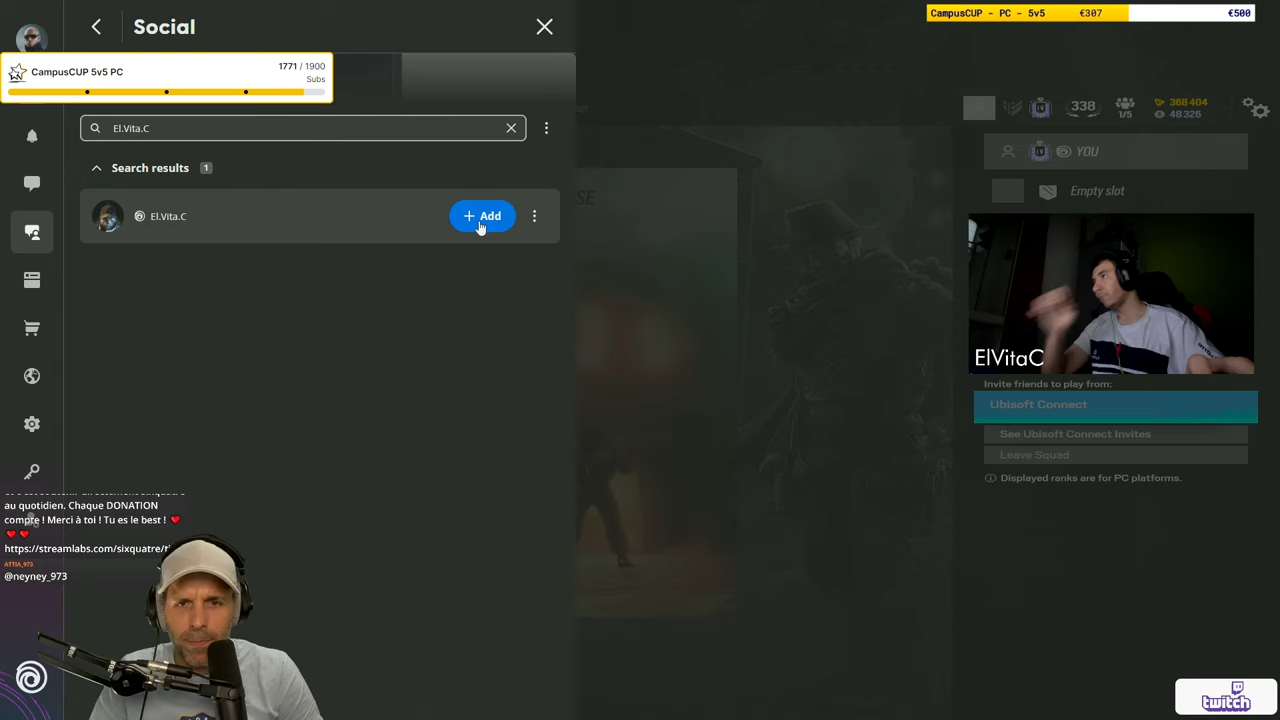 Social
CampusCUP - PC - 5v5 €307 €500
CampusCUP 5v5 PC
1771 / 1900
Subs
El.Vita.C
Search results 1
El.Vita.C
+ Add
338
1/5
368 404
48 326
YOU
Empty slot
ElVitaC
Invite friends to play from:
Ubisoft Connect
See Ubisoft Connect Invites
Leave Squad
Displayed ranks are for PC platforms.
au quotidien. Chaque DONATION
compte ! Merci à toi ! Tu es le best ! ❤️
❤️ ❤️
https://streamlabs.com/sixquatre/
ATTIA_973
@neyney_973
twitch